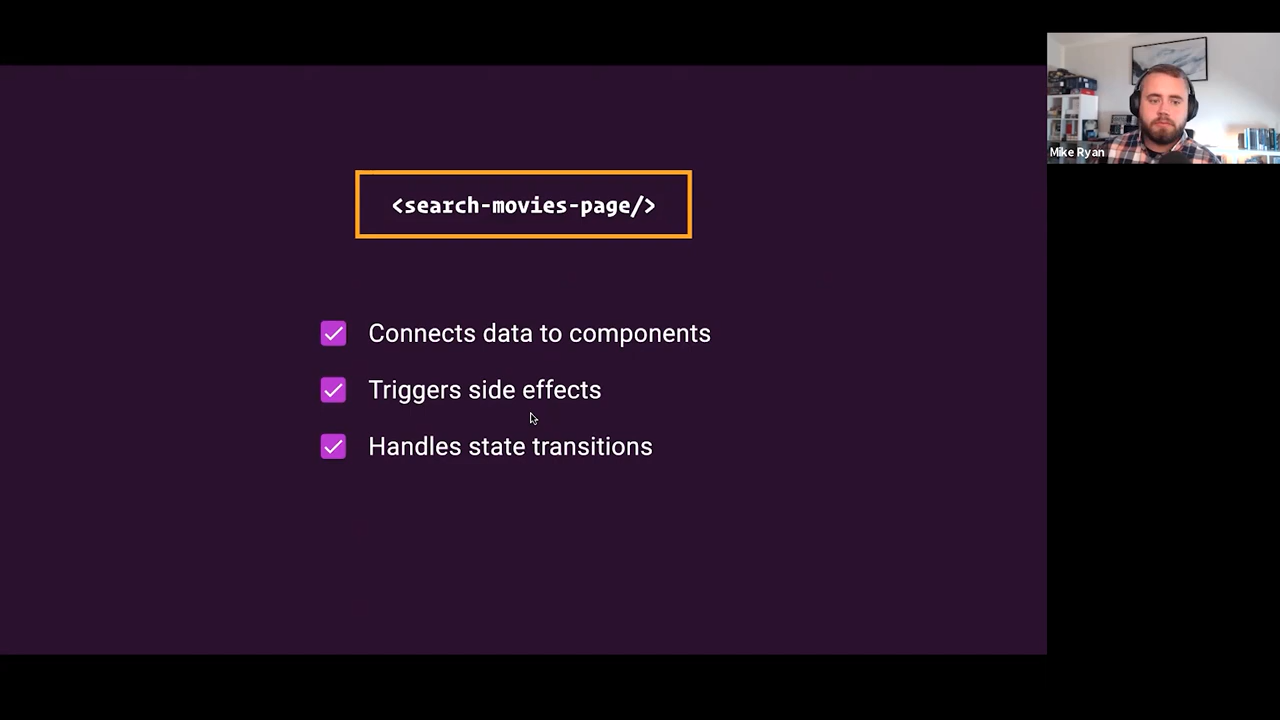 <search-movies-page/>
Connects data to components
Triggers side effects
Handles state transitions
Mike Ryan